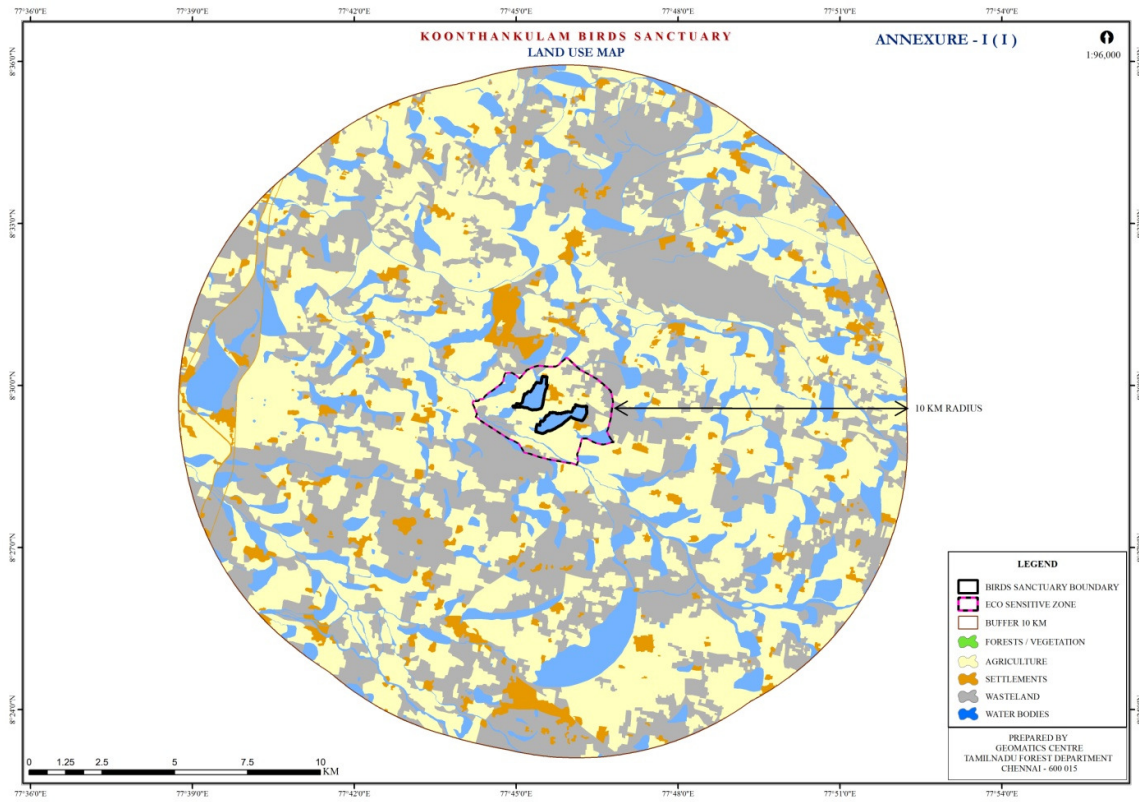 77°36'0"E 77°39'0"E 77°42'0"E 77°45'0"E 77°48'0"E 77°51'0"E 77°54'0"E
KOONTHANKULAM BIRDS SANCTUARY
LAND USE MAP
ANNEXURE - I ( I )
1:96,000
8°36'0"N
8°33'0"N
8°30'0"N
8°27'0"N
8°24'0"N
10 KM RADIUS
LEGEND
BIRDS SANCTUARY BOUNDARY
ECO SENSITIVE ZONE
BUFFER 10 KM
FORESTS / VEGETATION
AGRICULTURE
SETTLEMENTS
WASTELAND
WATER BODIES
PREPARED BY
GEOMATICS CENTRE
TAMILNADU FOREST DEPARTMENT
CHENNAI - 600 015
0 1.25 2.5 5 7.5 10
KM
77°36'0"E 77°39'0"E 77°42'0"E 77°45'0"E 77°48'0"E 77°51'0"E 77°54'0"E